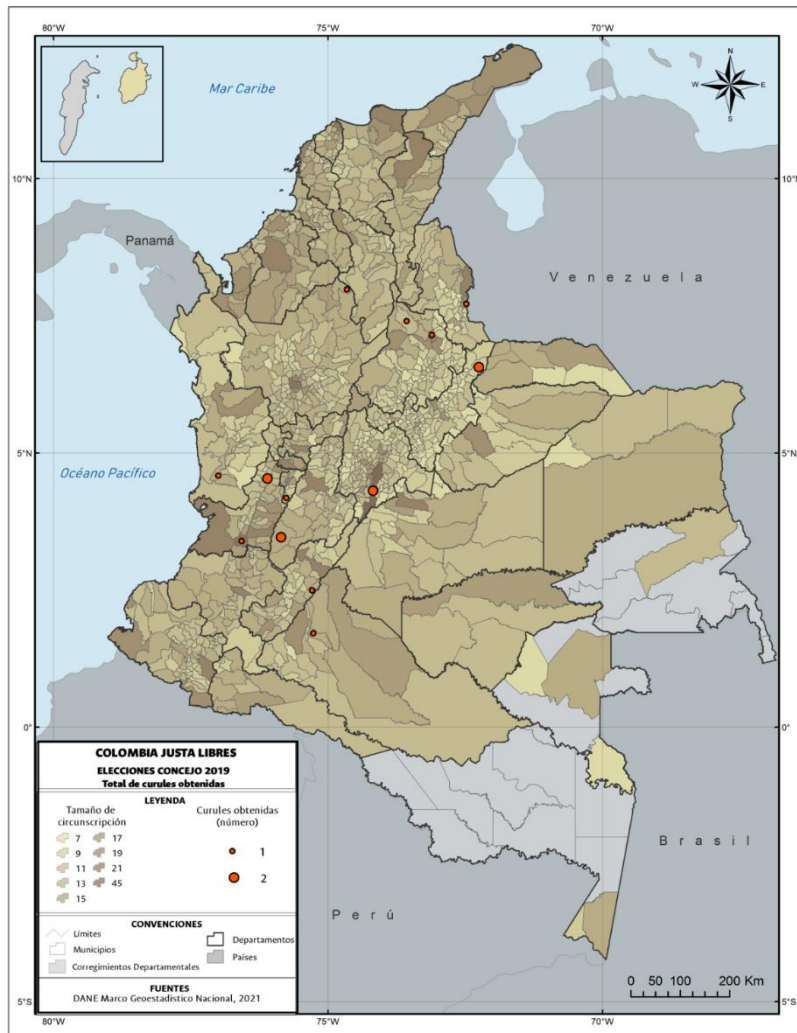 80°W 75°W 70°W
Mar Caribe
N
W E
S
10°N 10°N
Panamá
Venezuela
5°N 5°N
Océano Pacífico
0° 0°
COLOMBIA JUSTA LIBRES
ELECCIONES CONCEJO 2019
Total de curules obtenidas
LEYENDA
Tamaño de circunscripción
7 17
9 19
11 21
13 45
15
Curules obtenidas
(número)
1
2
CONVENCIONES
Límites
Municipios
Corregimientos Departamentales
Departamentos
Países
FUENTES
DANE Marco Geoestadístico Nacional, 2021
Brasil
Perú
0 50 100 200 Km
5°S 5°S
80°W 75°W 70°W